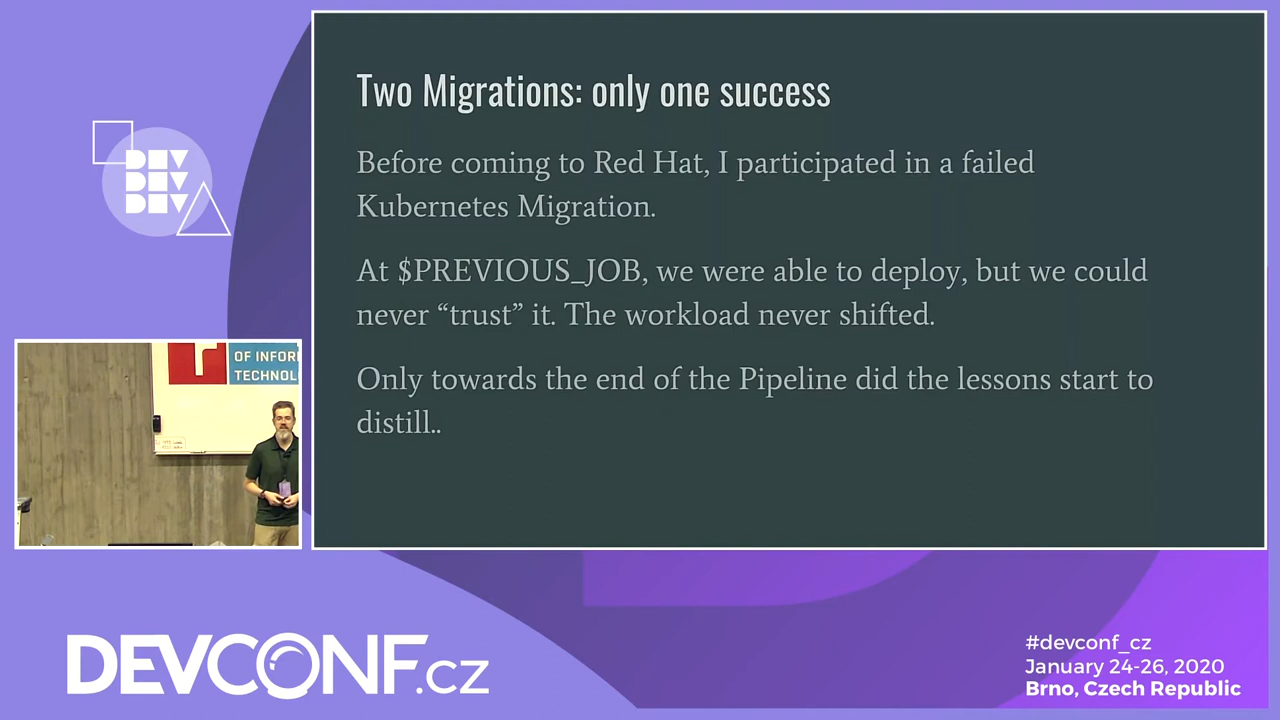 Two Migrations: only one success
Before coming to Red Hat, I participated in a failed
Kubernetes Migration.
At $PREVIOUS_JOB, we were able to deploy, but we could
never “trust” it. The workload never shifted.
Only towards the end of the Pipeline did the lessons start to
distill..
DEV
DEV
DEV
OF INFOR
TECHNOL
DEVCONF.cz
#devconf_cz
January 24-26, 2020
Brno, Czech Republic